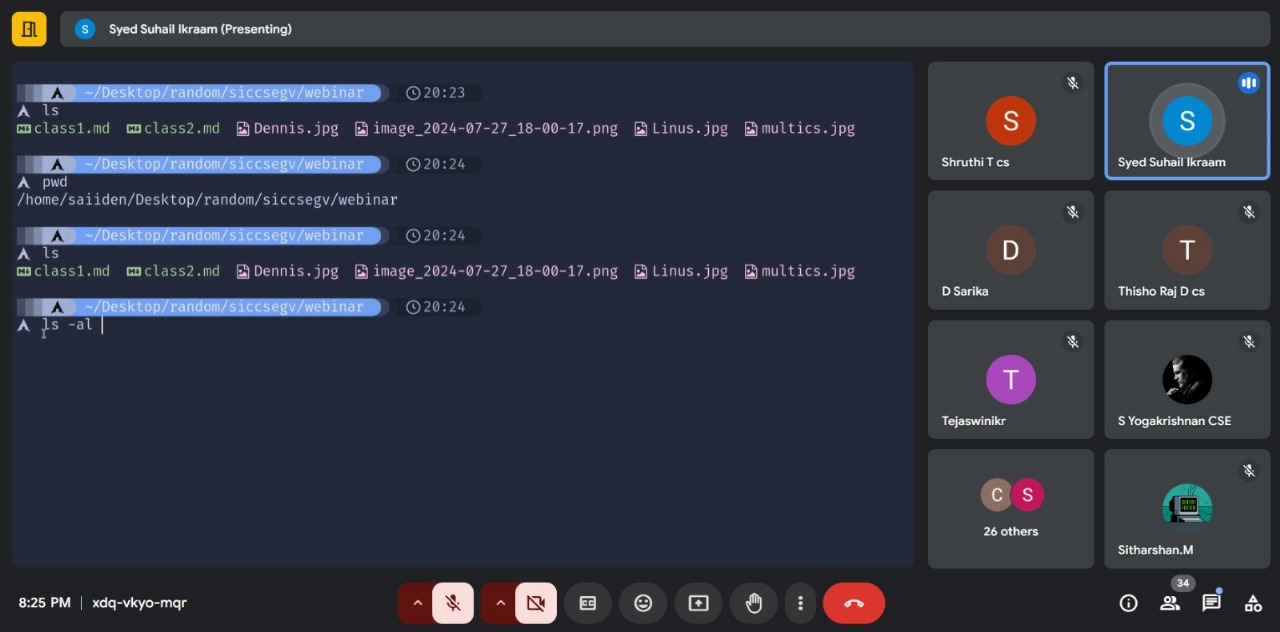 S Syed Suhail Ikraam (Presenting)
~/Desktop/random/siccsegv/webinar 20:23
ls
class1.md class2.md Dennis.jpg image_2024-07-27_18-00-17.png Linus.jpg multics.jpg
~/Desktop/random/siccsegv/webinar 20:24
pwd
/home/saiiden/Desktop/random/siccsegv/webinar
~/Desktop/random/siccsegv/webinar 20:24
ls
class1.md class2.md Dennis.jpg image_2024-07-27_18-00-17.png Linus.jpg multics.jpg
~/Desktop/random/siccsegv/webinar 20:24
ls -al
S
Shruthi T cs
S
Syed Suhail Ikraam
D
D Sarika
T
Thisho Raj D cs
T
Tejaswinikr
S Yogakrishnan CSE
C S
26 others
Sitharshan.M
8:25 PM | xdq-vkyo-mqr
34